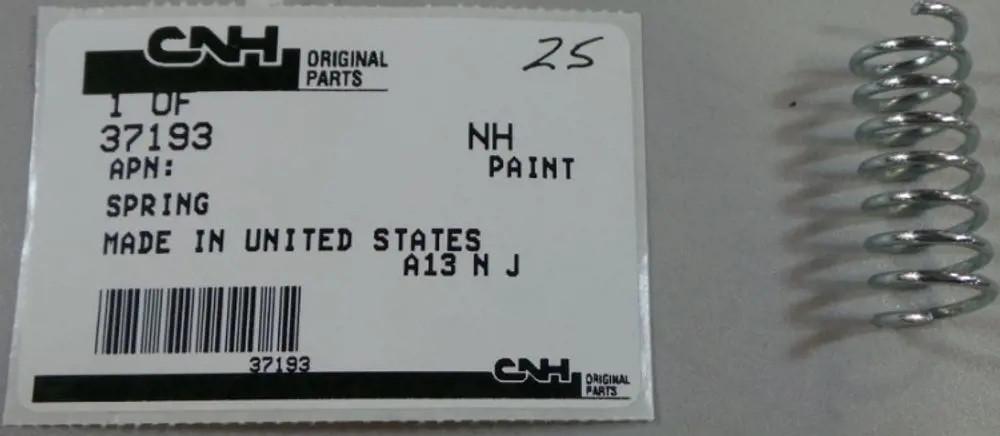 CNH ORIGINAL PARTS
25
1 OF
37193 NH
APN: PAINT
SPRING
MADE IN UNITED STATES
A13 N J
37193
CNH ORIGINAL PARTS